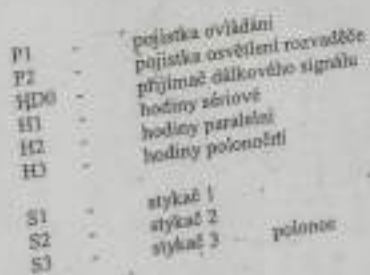 P1 - pojistka ovládání
P2 - pojistka osvětlení rozvaděče
HD0 - přijímač dálkového signálu
H1 - hodiny sériové
H2 - hodiny paralelní
H3 - hodiny polonoční
S1 - stykač 1
S2 - stykač 2
S3 - stykač 3 polonoc